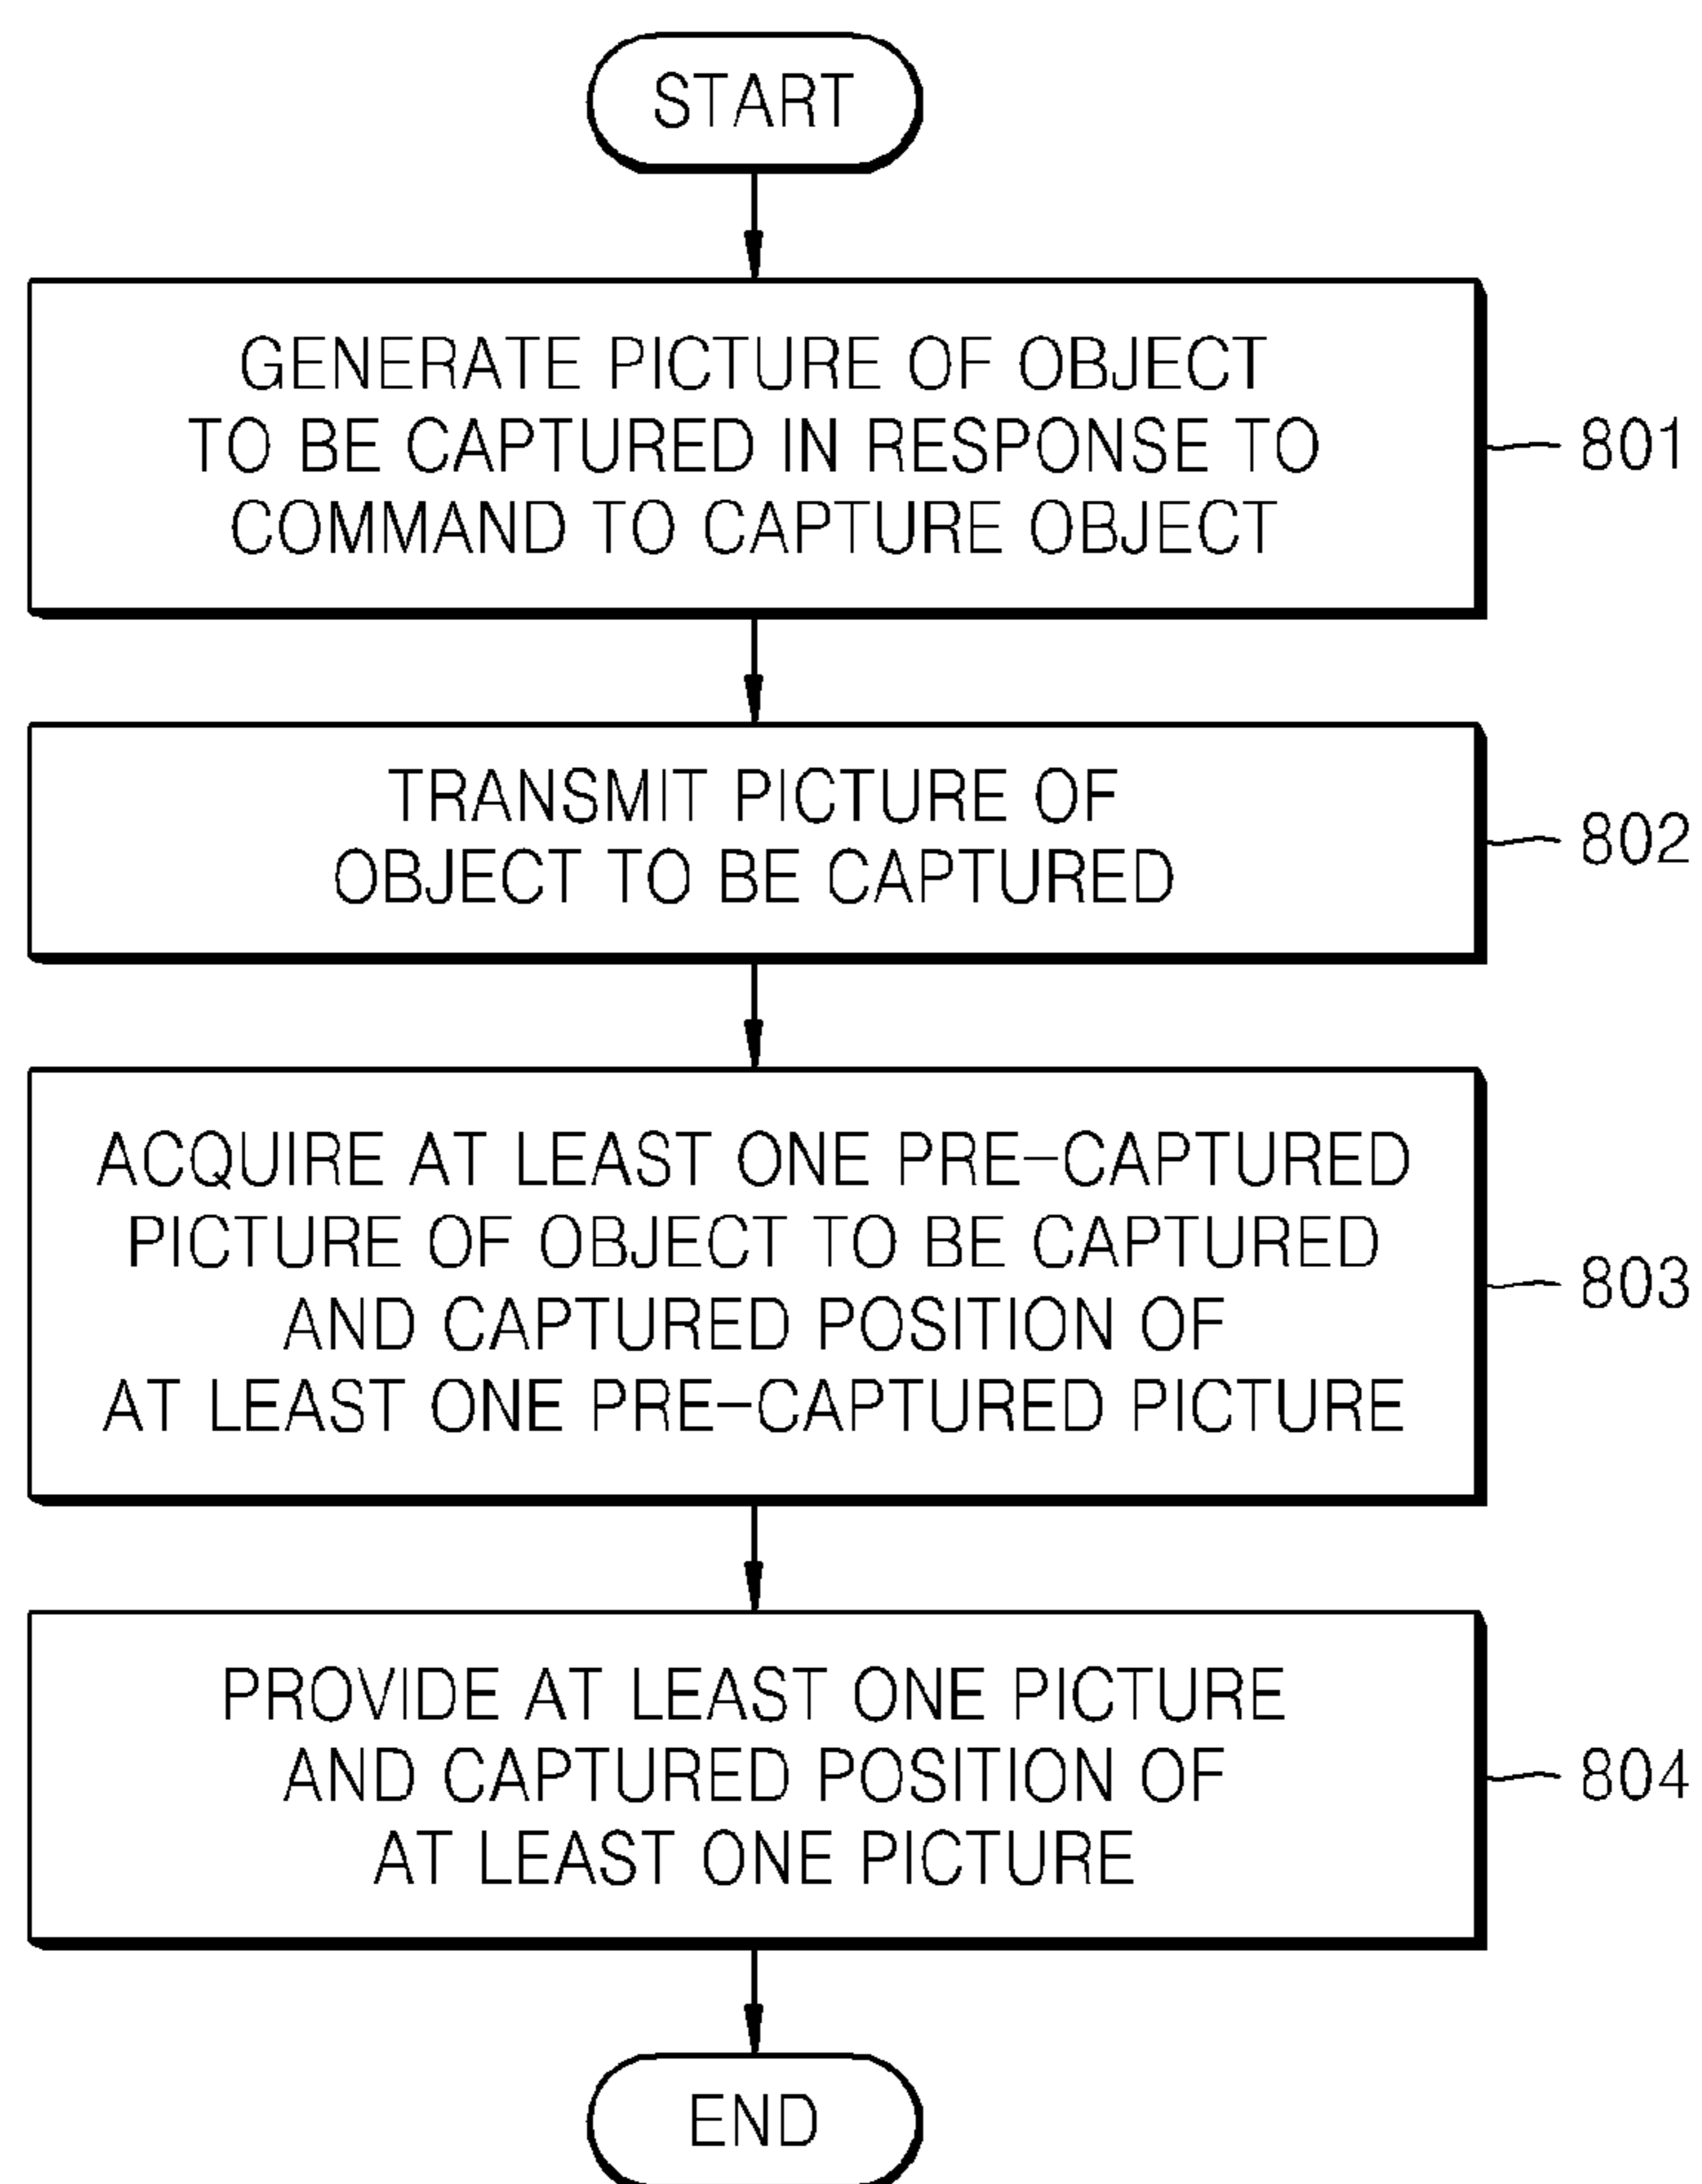 START
GENERATE PICTURE OF OBJECT
TO BE CAPTURED IN RESPONSE TO
COMMAND TO CAPTURE OBJECT
801
TRANSMIT PICTURE OF
OBJECT TO BE CAPTURED
802
ACQUIRE AT LEAST ONE PRE-CAPTURED
PICTURE OF OBJECT TO BE CAPTURED
AND CAPTURED POSITION OF
AT LEAST ONE PRE-CAPTURED PICTURE
803
PROVIDE AT LEAST ONE PICTURE
AND CAPTURED POSITION OF
AT LEAST ONE PICTURE
804
END